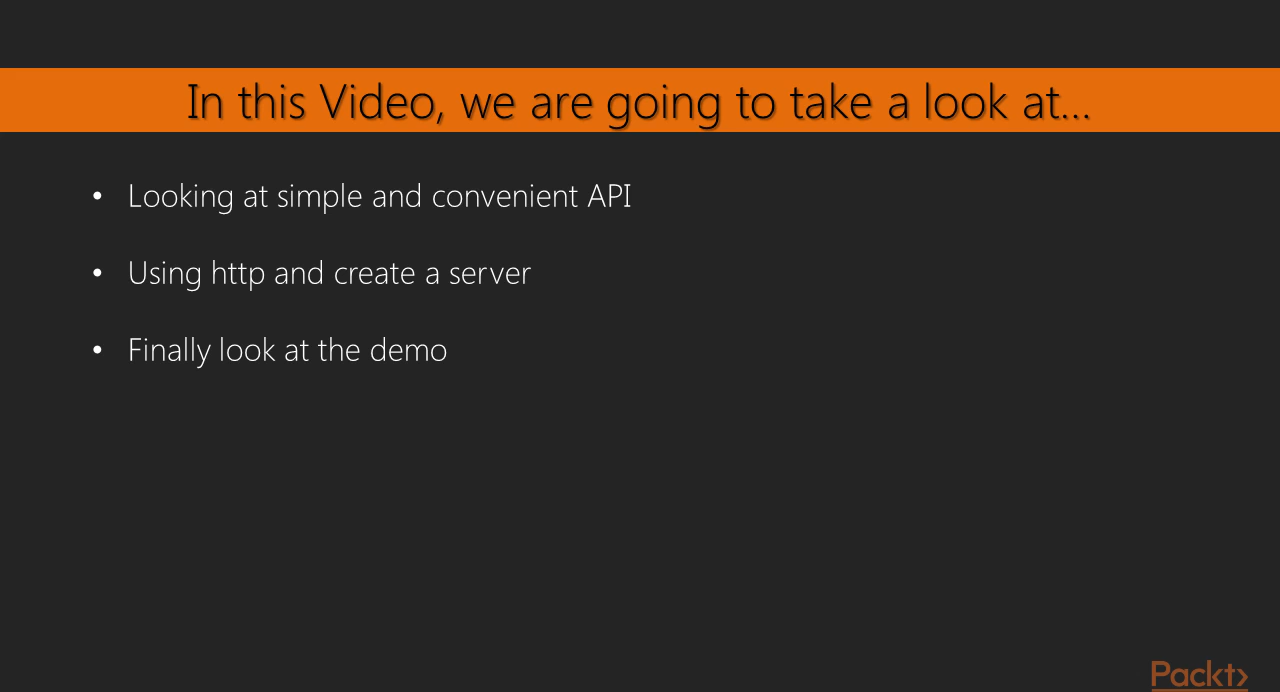 In this Video, we are going to take a look at...
• Looking at simple and convenient API
• Using http and create a server
• Finally look at the demo
Packt>